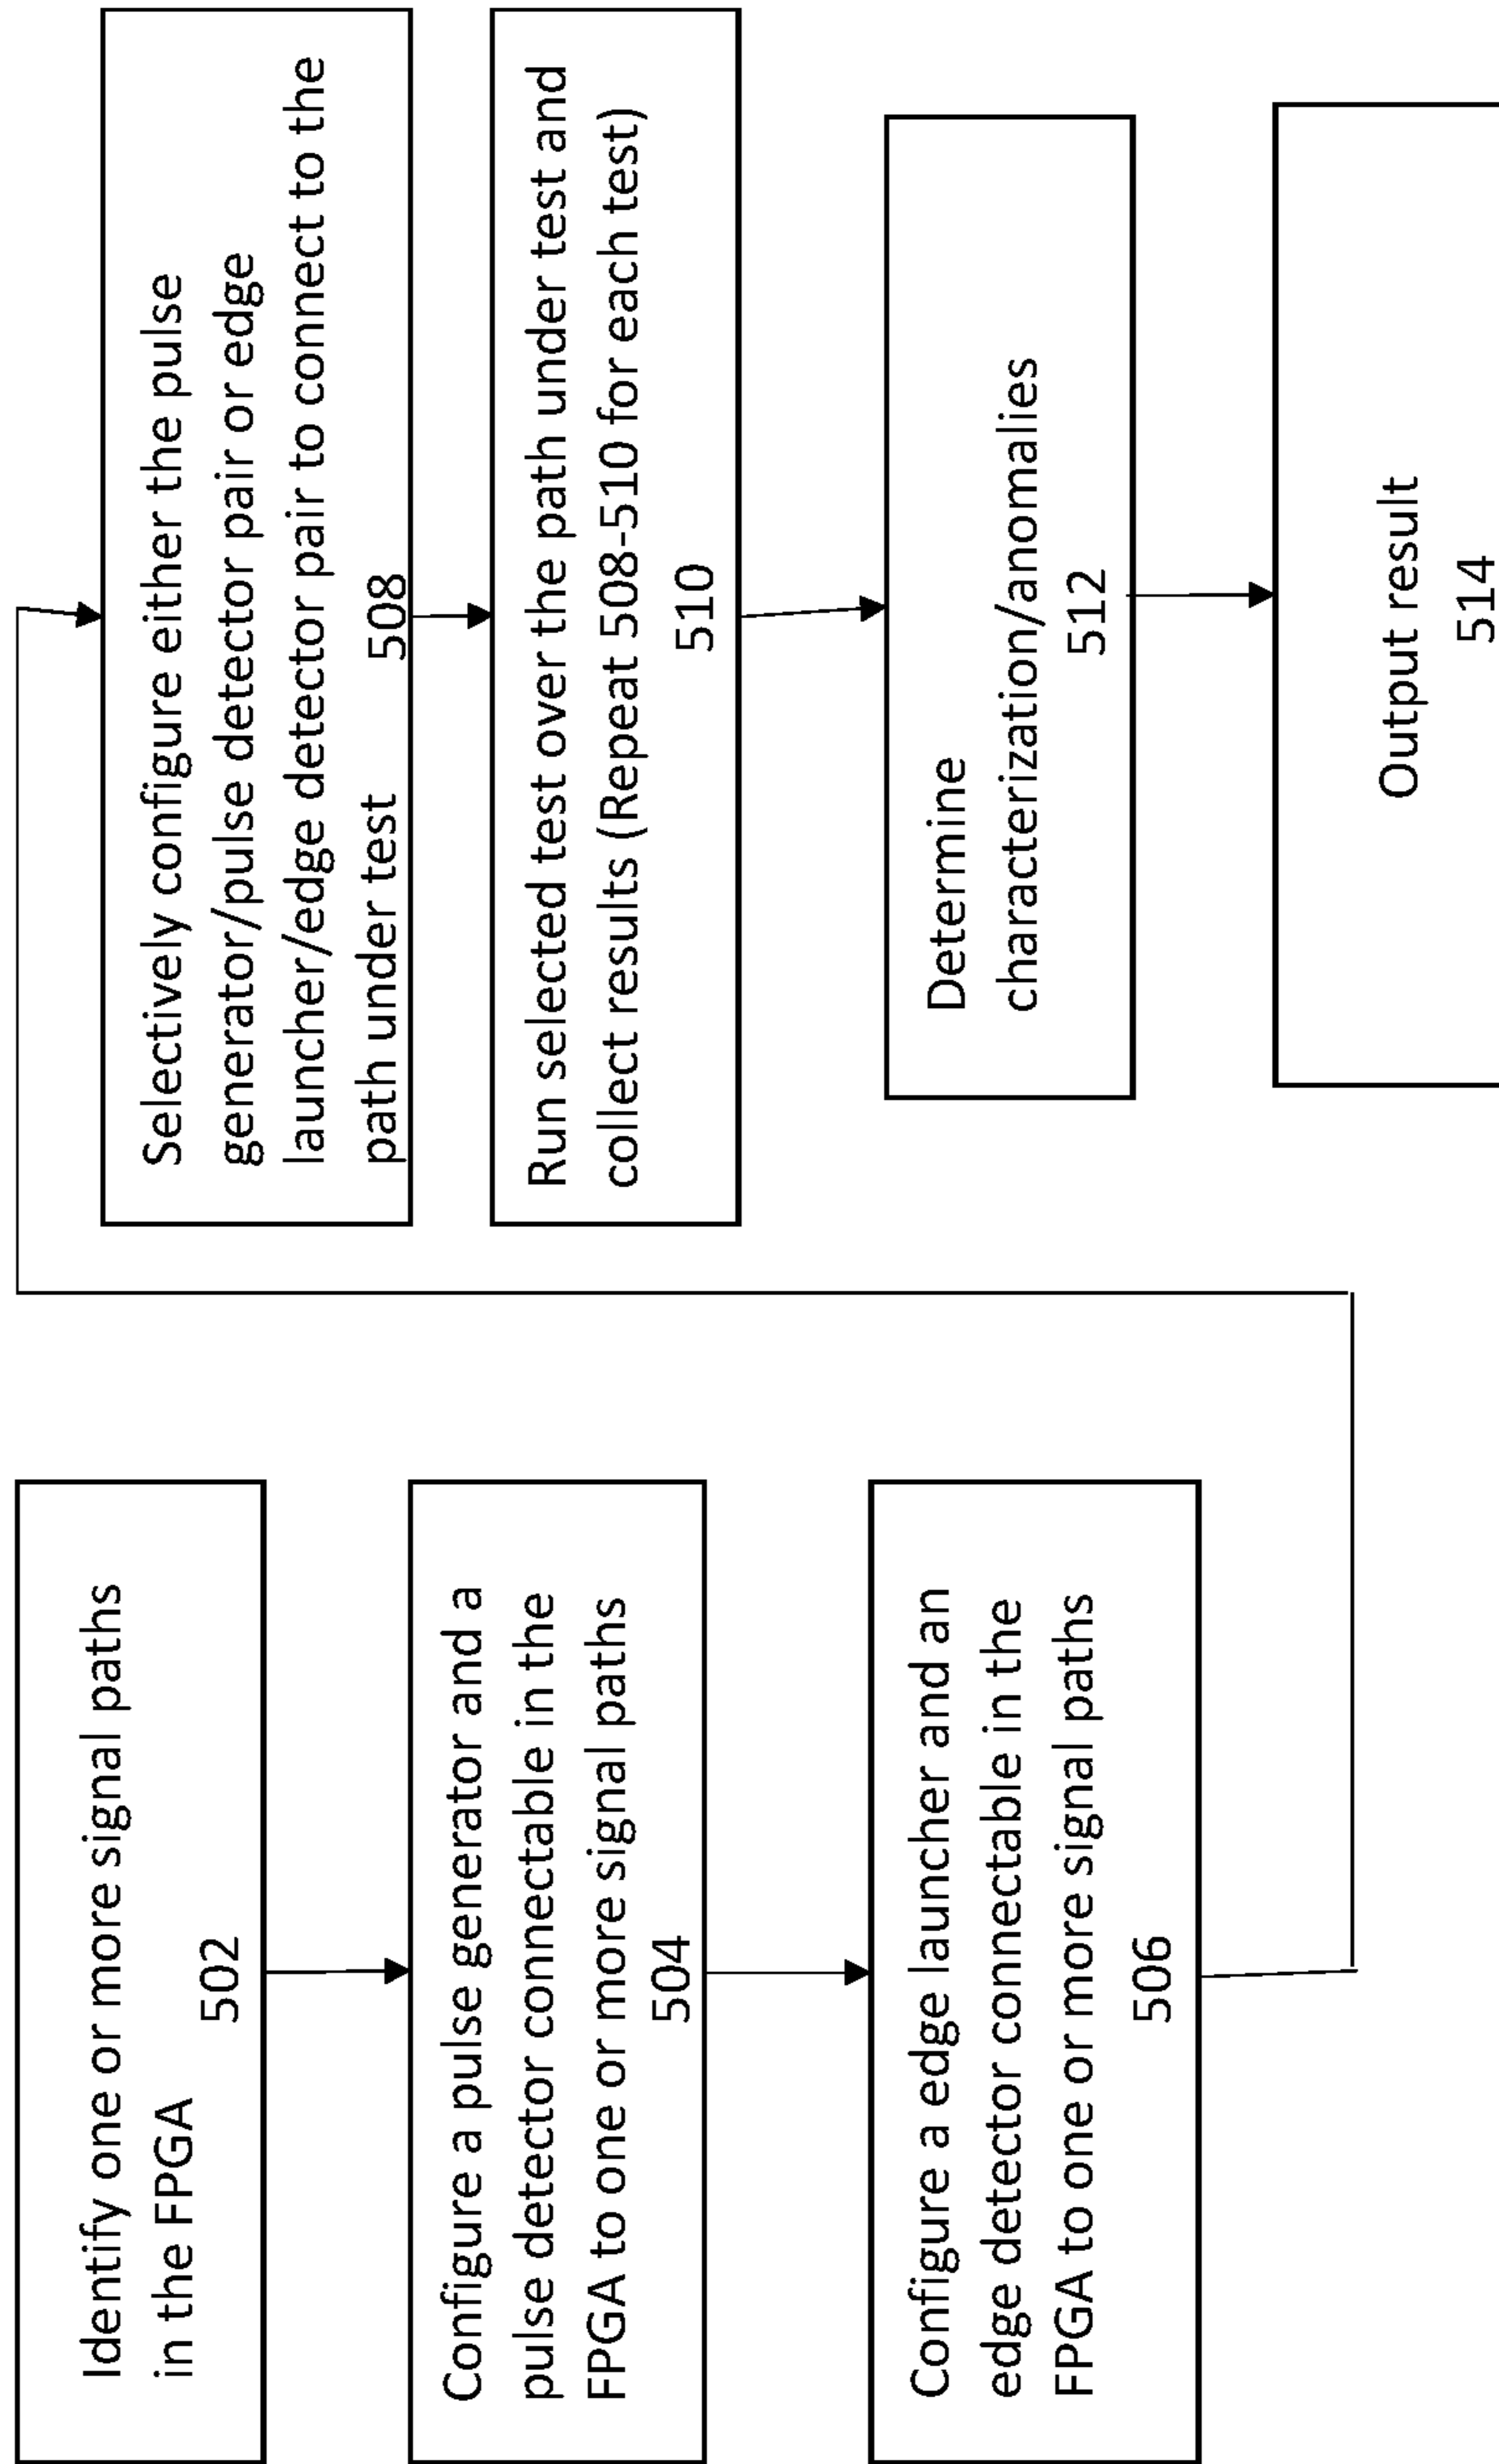 Identify one or more signal paths
in the FPGA
502
Configure a pulse generator and a
pulse detector connectable in the
FPGA to one or more signal paths
504
Configure a edge launcher and an
edge detector connectable in the
FPGA to one or more signal paths
506
Selectively configure either the pulse
generator/pulse detector pair or edge
launcher/edge detector pair to connect to the
path under test 508
Run selected test over the path under test and
collect results (Repeat 508-510 for each test)
510
Determine
characterization/anomalies
512
Output result
514